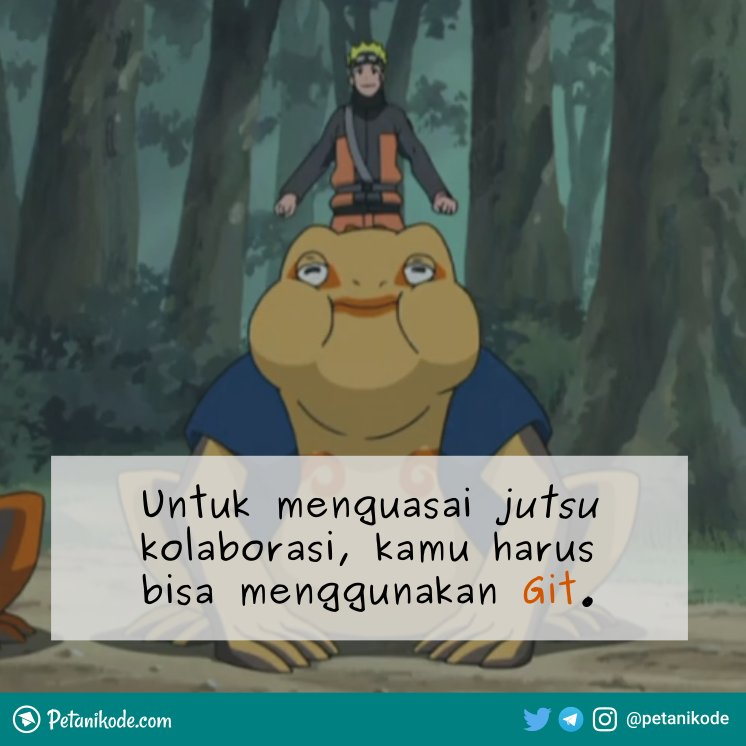 Untuk menguasai jutsu
kolaborasi, kamu harus
bisa menggunakan Git.
Petanikode.com
@petanikode